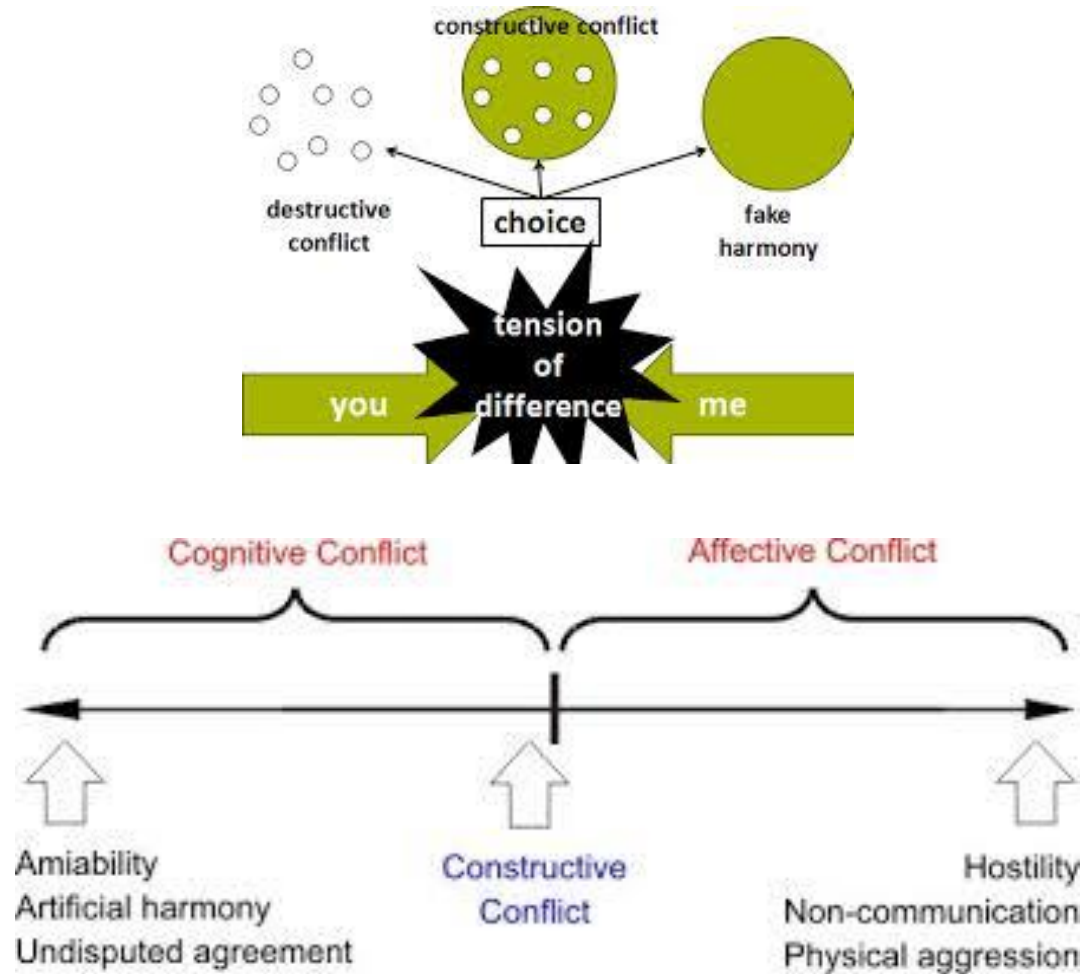 constructive conflict
destructive
conflict
choice
fake
harmony
tension
of
difference
you
me
Cognitive Conflict
Affective Conflict
Amiability
Artificial harmony
Undisputed agreement
Constructive
Conflict
Hostility
Non-communication
Physical aggression